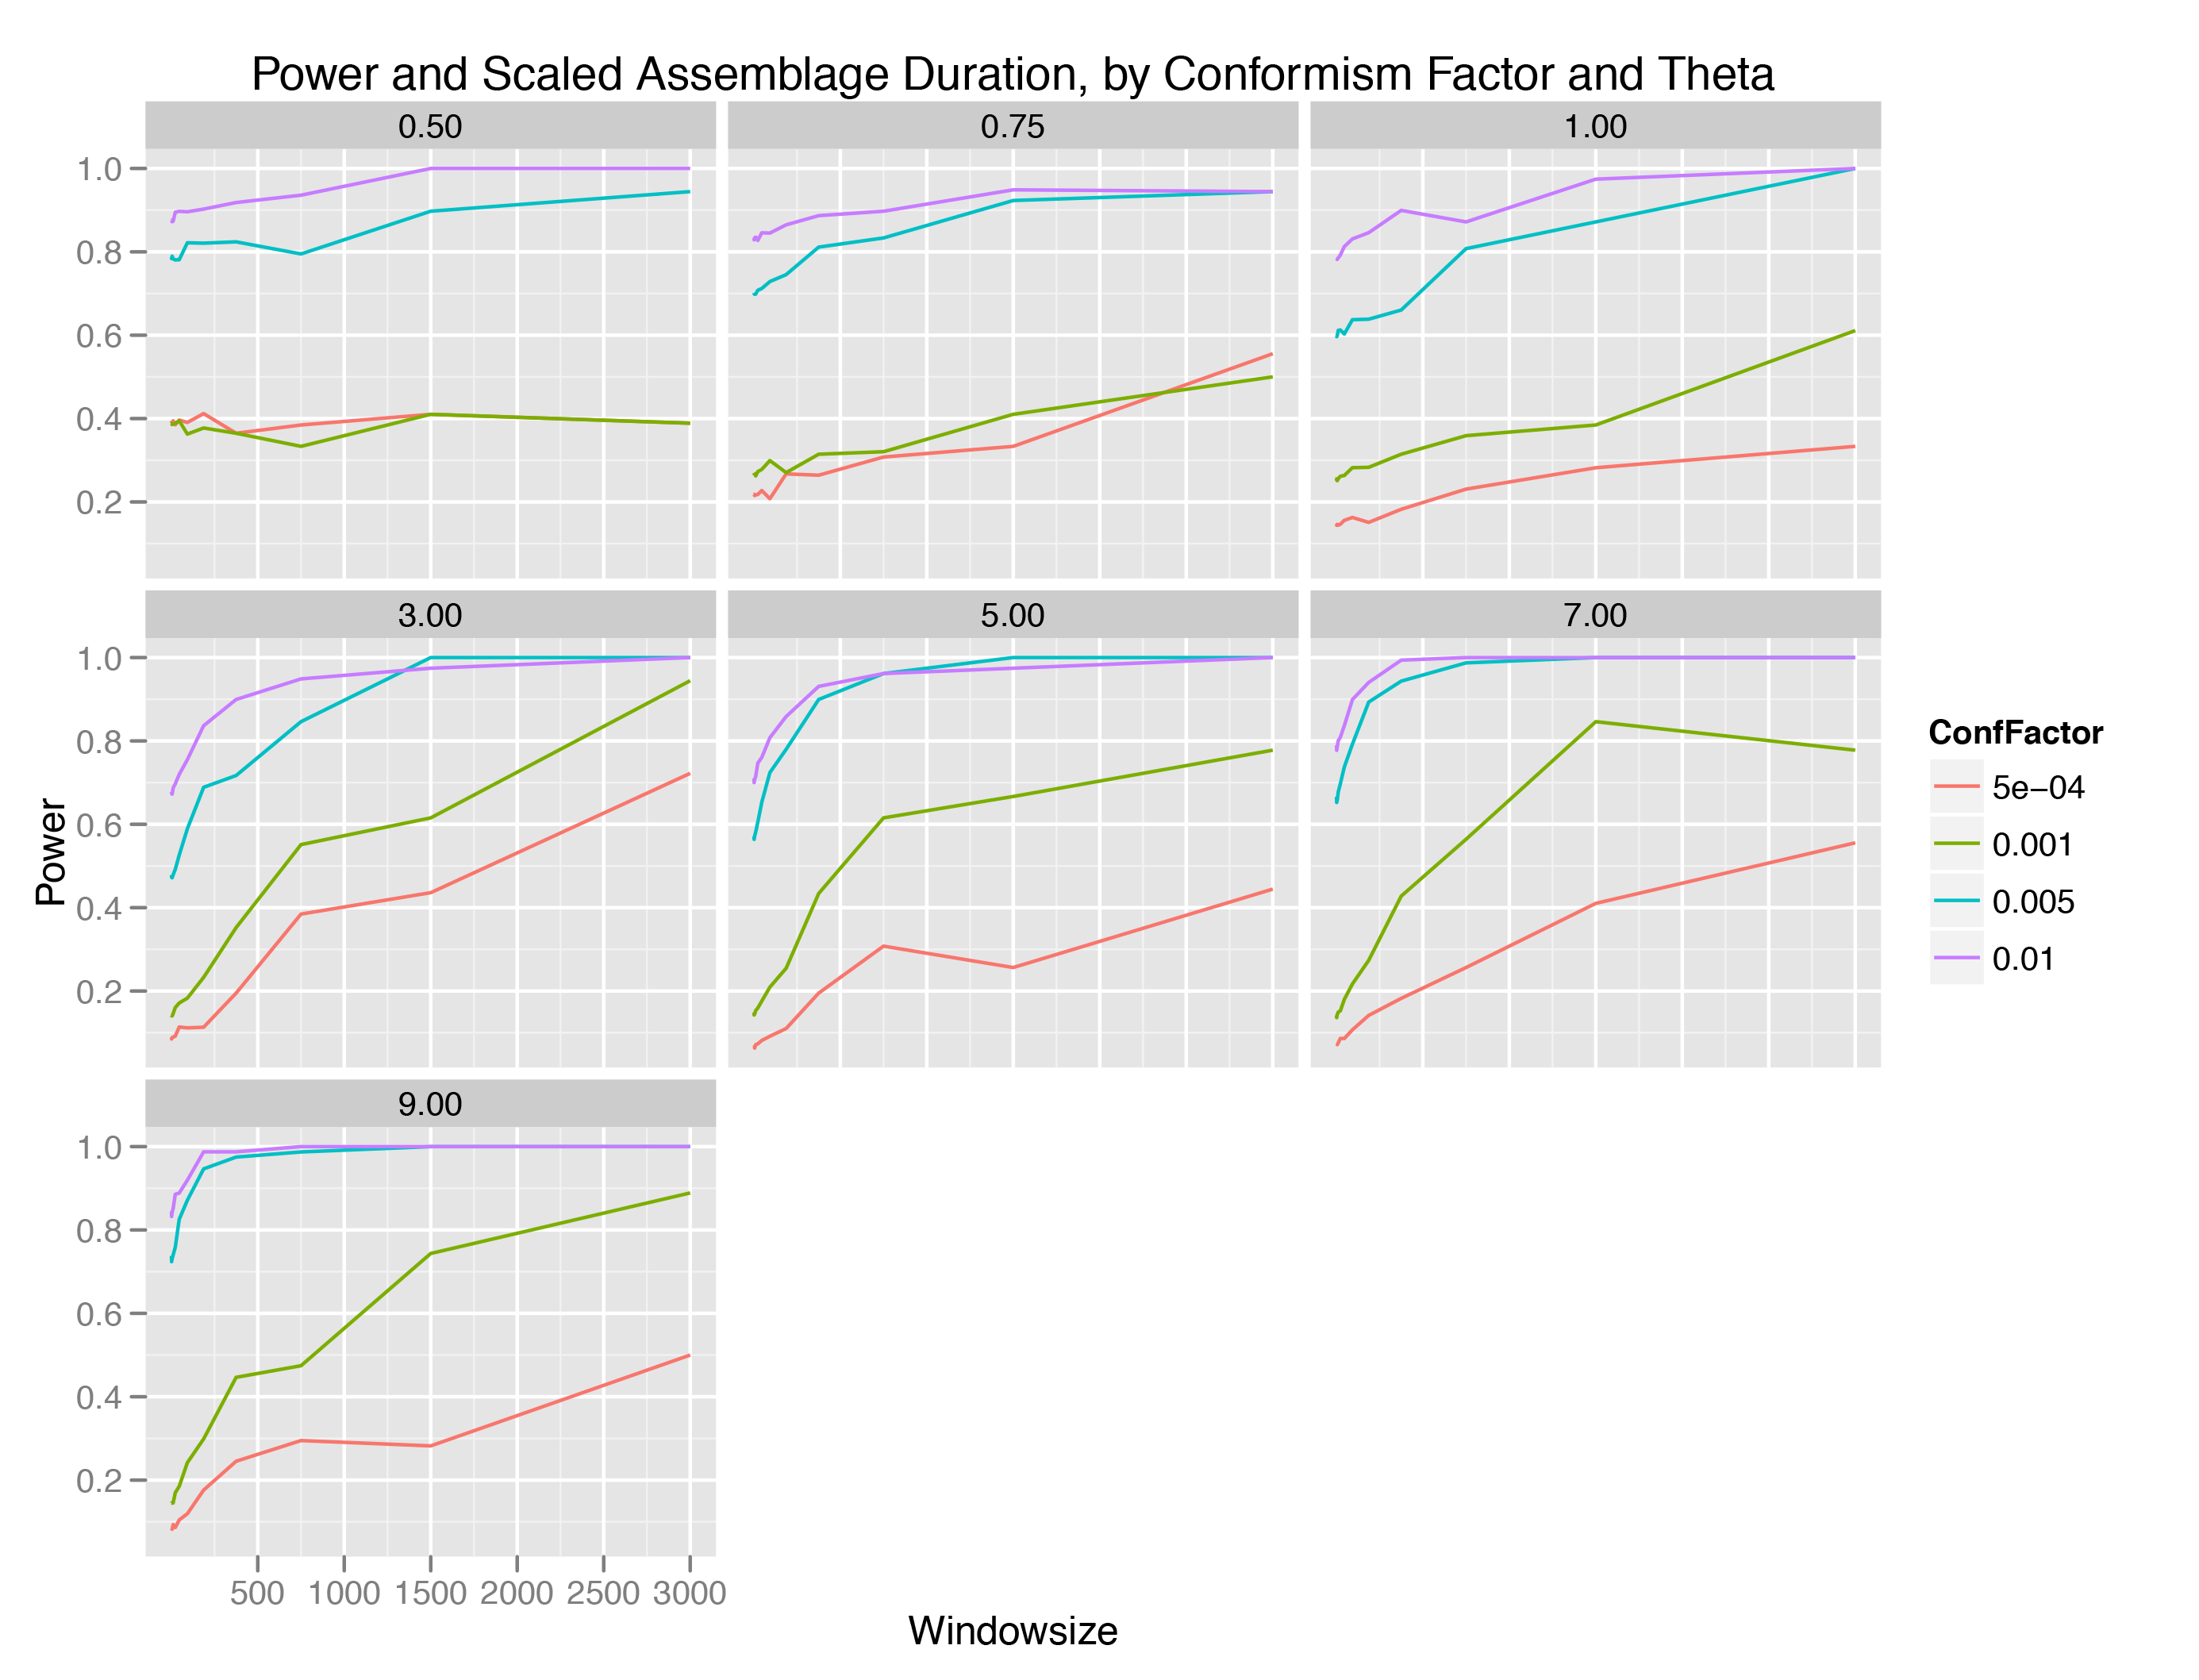 Power and Scaled Assemblage Duration, by Conformism Factor and Theta
0.50 0.75 1.00
1.0
0.8
0.6
0.4
0.2
3.00 5.00 7.00
1.0
0.8
0.6
0.4
0.2
Power
ConfFactor
5e−04
0.001
0.005
0.01
9.00
1.0
0.8
0.6
0.4
0.2
500 1000 1500 2000 2500 3000
Windowsize